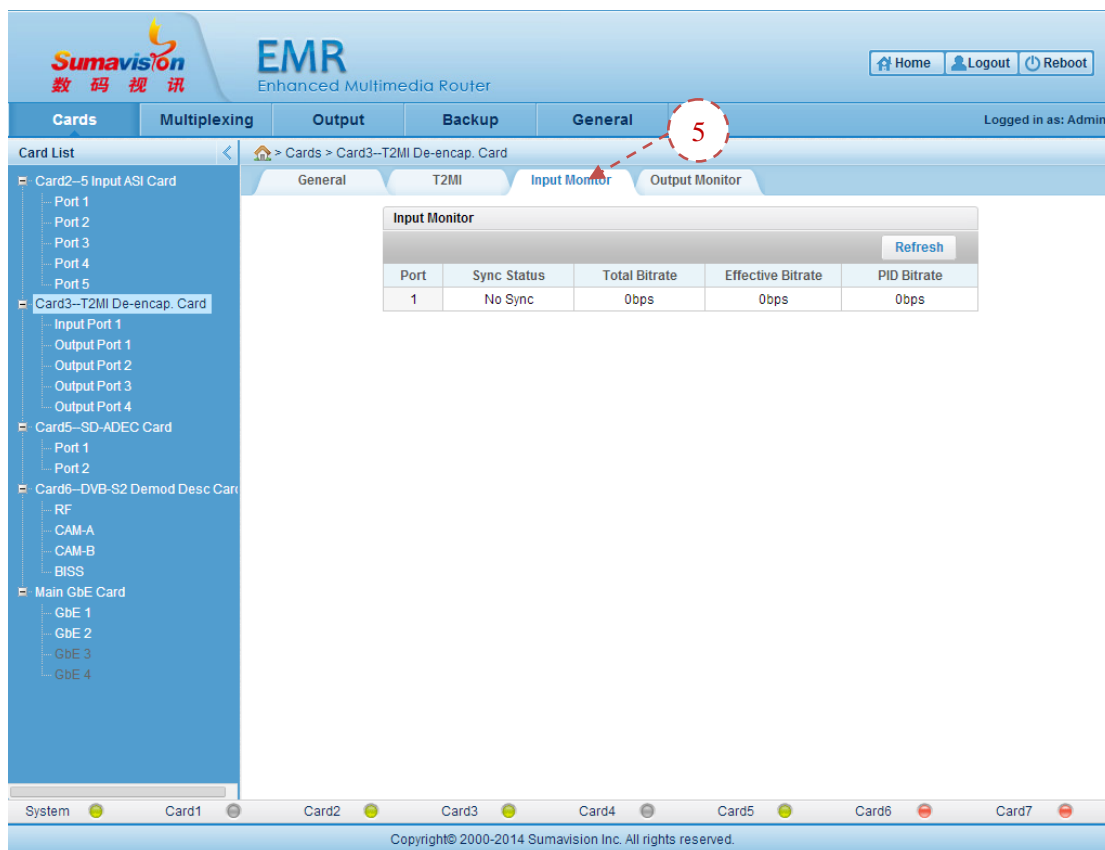 Sumavision
数码视讯
EMR
Enhanced Multimedia Router
Home
Logout
Reboot
Cards
Multiplexing
Output
Backup
General
Logged in as: Admin
5
Card List
> Cards > Card3--T2MI De-encap. Card
General
T2MI
Input Monitor
Output Monitor
Card2--5 Input ASI Card
Port 1
Port 2
Port 3
Port 4
Port 5
Card3--T2MI De-encap. Card
Input Port 1
Output Port 1
Output Port 2
Output Port 3
Output Port 4
Card5--SD-ADEC Card
Port 1
Port 2
Card6--DVB-S2 Demod Desc Card
RF
CAM-A
CAM-B
BISS
Main GbE Card
GbE 1
GbE 2
GbE 3
GbE 4
Input Monitor
Refresh
Port Sync Status Total Bitrate Effective Bitrate PID Bitrate
1 No Sync 0bps 0bps 0bps
System Card1 Card2 Card3 Card4 Card5 Card6 Card7
Copyright© 2000-2014 Sumavision Inc. All rights reserved.